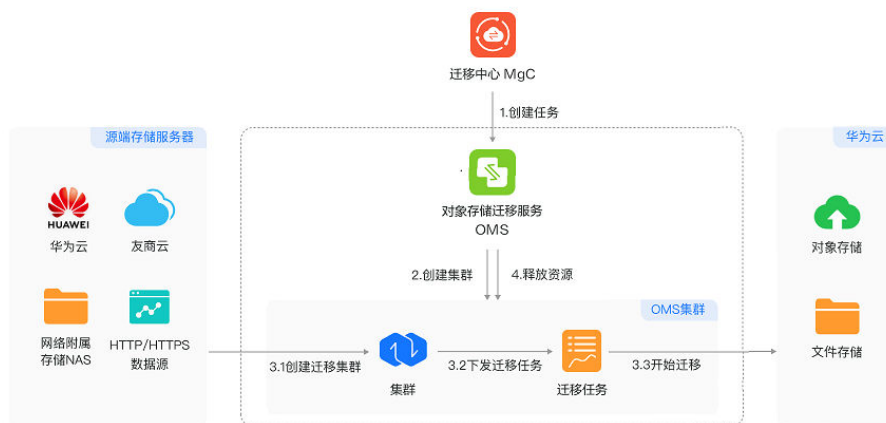 迁移中心 MgC
1.创建任务
源端存储服务器
华为云
对象存储迁移服务
OMS
HUAWEI
华为云
友商云
对象存储
2.创建集群
4.释放资源
OMS集群
网络附属
存储NAS
HTTP/HTTPS
数据源
3.1创建迁移集群
集群
3.2下发迁移任务
迁移任务
3.3开始迁移
文件存储